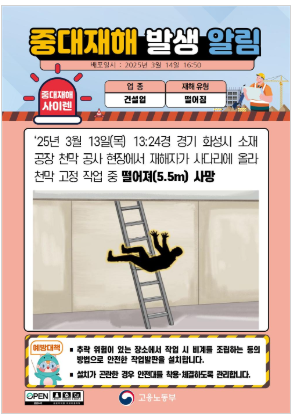 중대재해 발생 알림
배포일시 : 2025년 3월 14일 16:50
중대재해
사이렌
업 종
재해 유형
건설업
떨어짐
'25년 3월 13일(목) 13:24경 경기 화성시 소재
공장 천막 공사 현장에서 재해자가 사다리에 올라
천막 고정 작업 중 떨어져(5.5m) 사망
예방대책
▪ 추락 위험이 있는 장소에서 작업 시 비계를 조립하는 등의
방법으로 안전한 작업발판을 설치합니다.
▪ 설치가 곤란한 경우 안전대를 착용·체결하도록 관리합니다.
OPEN
고용노동부